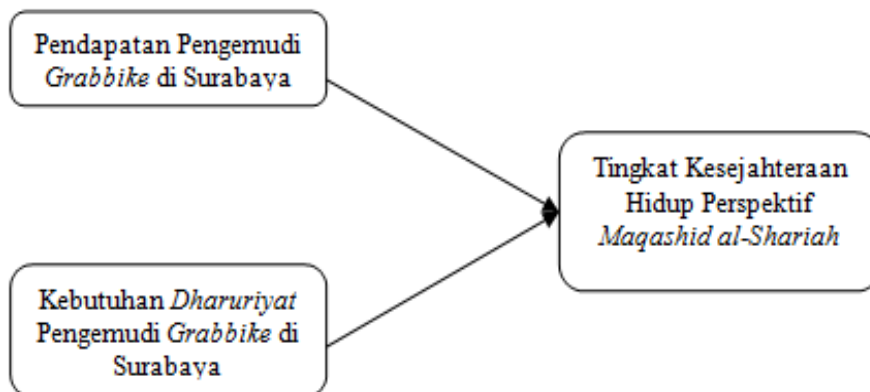 Pendapatan Pengemudi
Grabbike di Surabaya
Tingkat Kesejahteraan
Hidup Perspektif
Maqashid al-Shariah
Kebutuhan Dharuriyat
Pengemudi Grabbike di
Surabaya